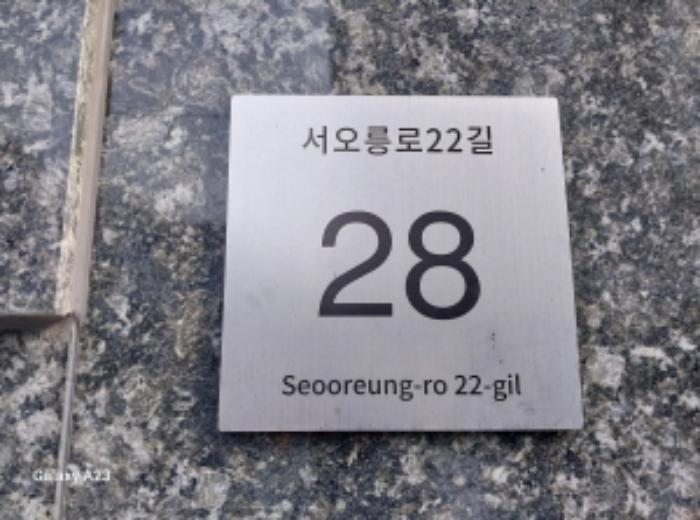 서오릉로22길
28
Seooreung-ro 22-gil
Galaxy A23